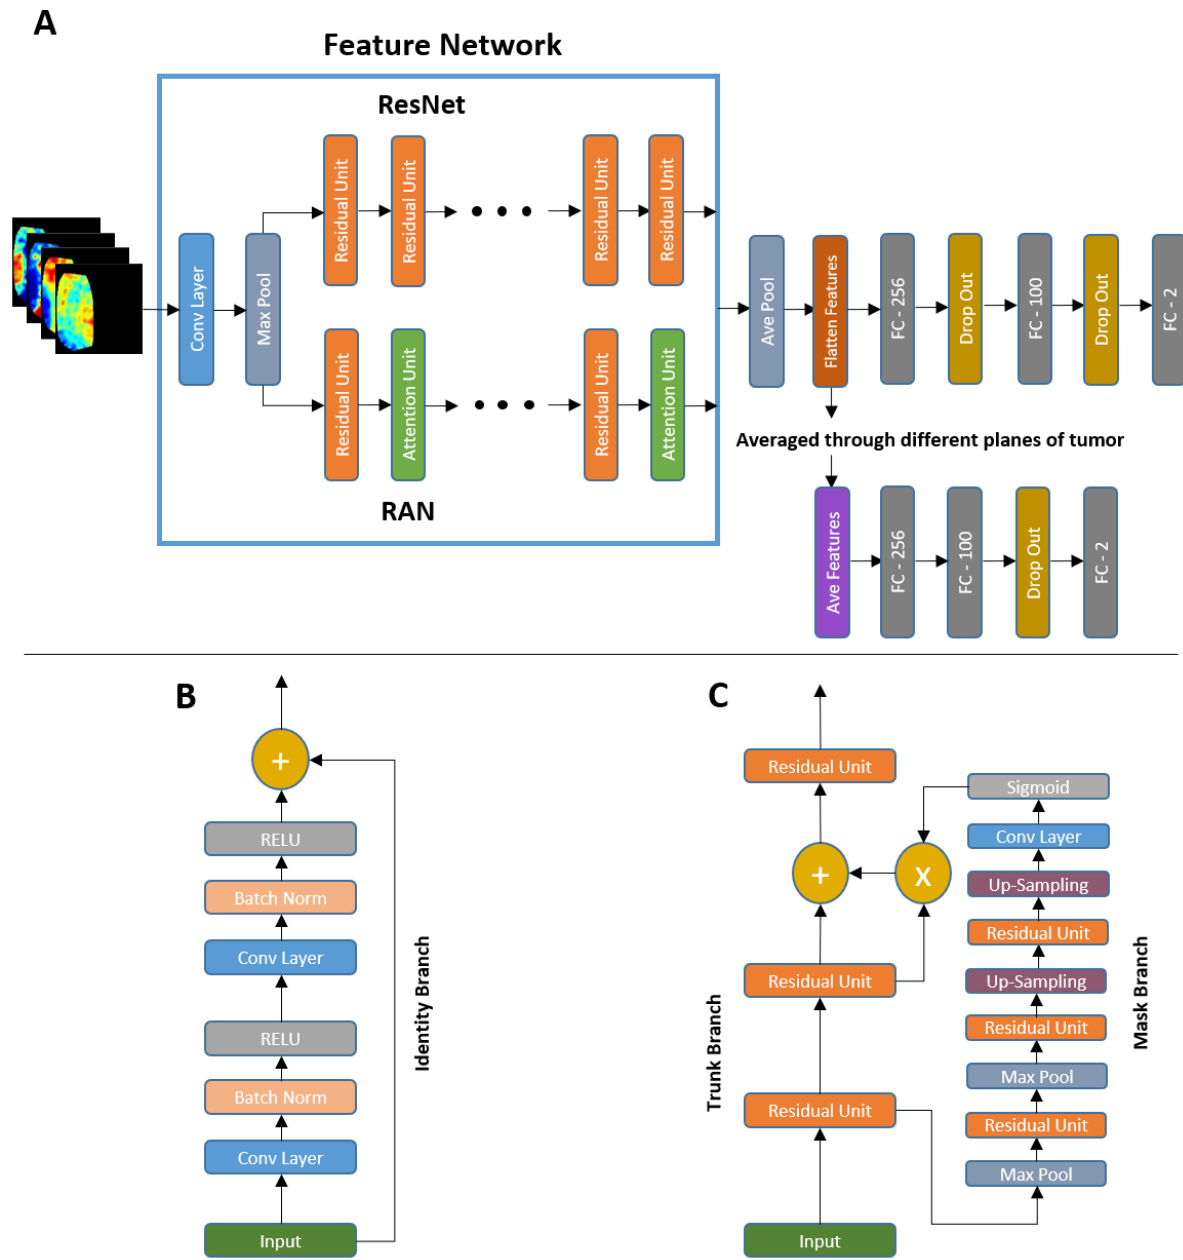 A
Feature Network
ResNet
Residual Unit
Residual Unit
Residual Unit
Residual Unit
Conv Layer
Max Pool
Residual Unit
Attention Unit
Residual Unit
Attention Unit
RAN
Ave Pool
Flatten Features
FC - 256
Drop Out
FC - 100
Drop Out
FC - 2
Averaged through different planes of tumor
Ave Features
FC - 256
FC - 100
Drop Out
FC - 2
B
+
RELU
Batch Norm
Conv Layer
RELU
Batch Norm
Conv Layer
Input
Identity Branch
C
Residual Unit
+
X
Residual Unit
Residual Unit
Input
Trunk Branch
Sigmoid
Conv Layer
Up-Sampling
Residual Unit
Up-Sampling
Residual Unit
Max Pool
Residual Unit
Max Pool
Mask Branch